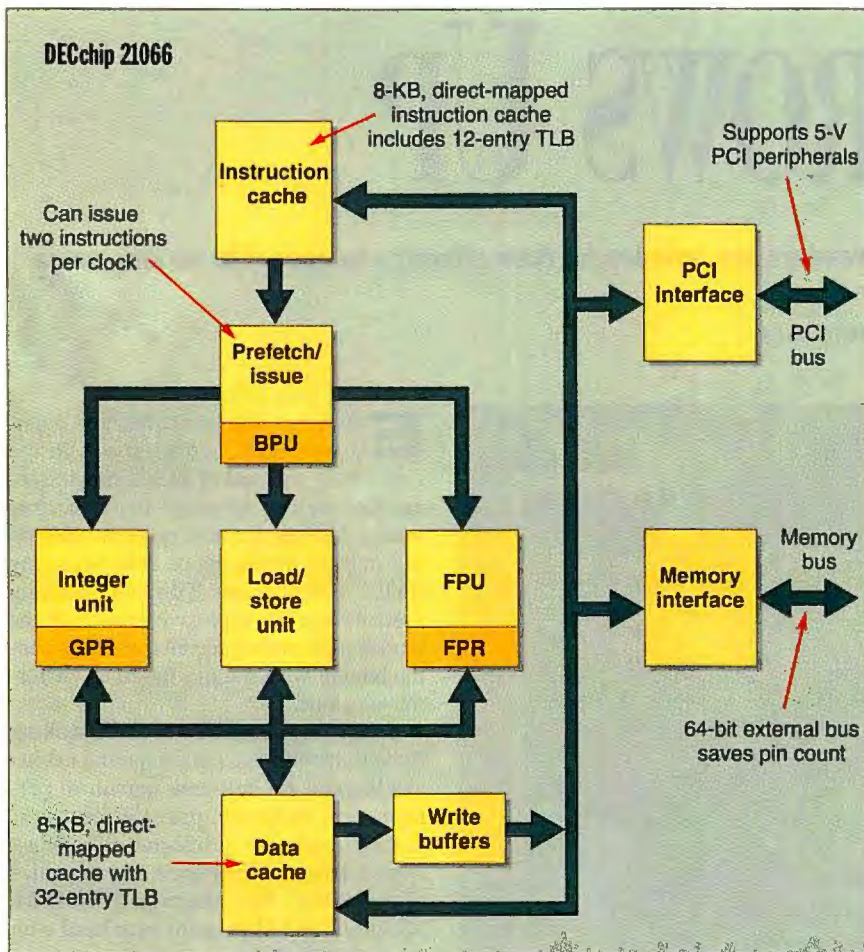 DECchip 21066
8-KB, direct-mapped
instruction cache
includes 12-entry TLB
Supports 5-V
PCI peripherals
Instruction
cache
Can issue
two instructions
per clock
PCI
interface
PCI
bus
Prefetch/
issue
BPU
Integer
unit
GPR
Load/
store
unit
FPU
FPR
Memory
interface
Memory
bus
64-bit external bus
saves pin count
8-KB, direct-
mapped
cache with
32-entry TLB
Data
cache
Write
buffers